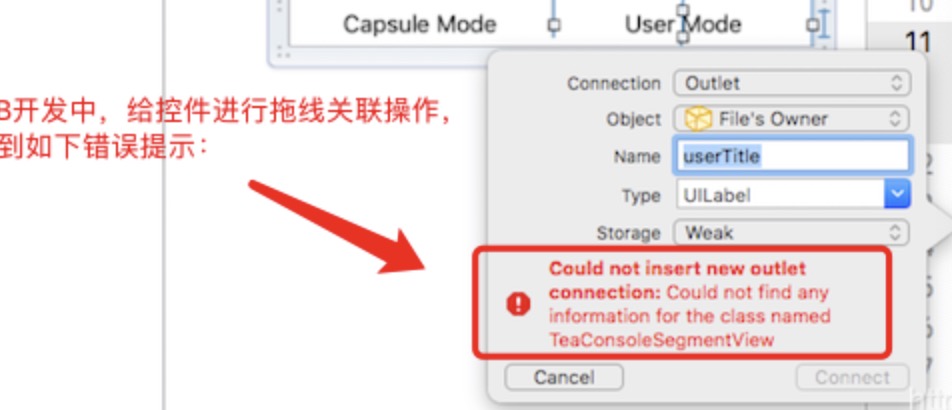 10
Capsule Mode
User Mode
11
Connection
Outlet
B开发中，给控件进行拖线关联操作，
Object
File's Owner
到如下错误提示：
Name
userTitle
Type
UILabel
Storage
Weak
Could not insert new outlet
connection: Could not find any
information for the class named
TeaConsoleSegmentView
Cancel
Connect